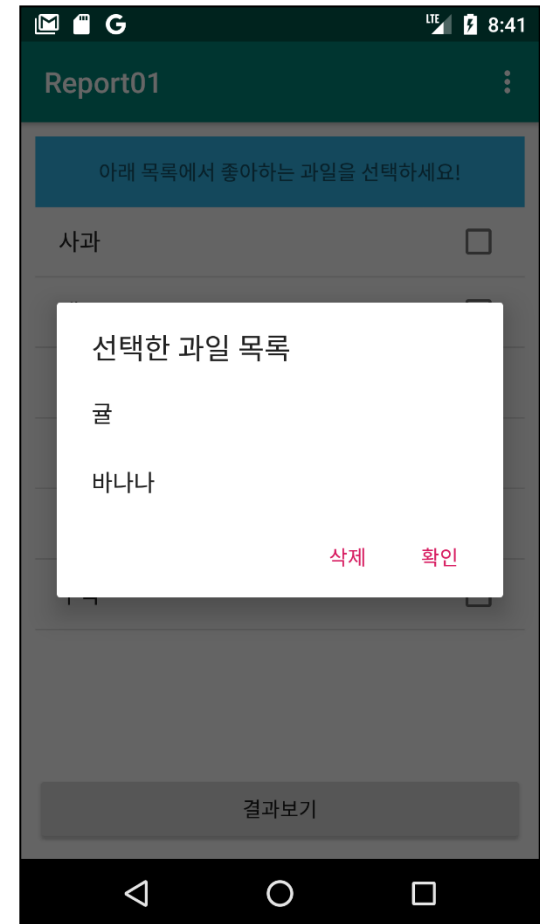 LTE 8:41
Report01
아래 목록에서 좋아하는 과일을 선택하세요!
사과
선택한 과일 목록
귤
바나나
삭제 확인
결과보기